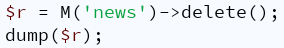 $r = M('news')->delete();
dump($r);